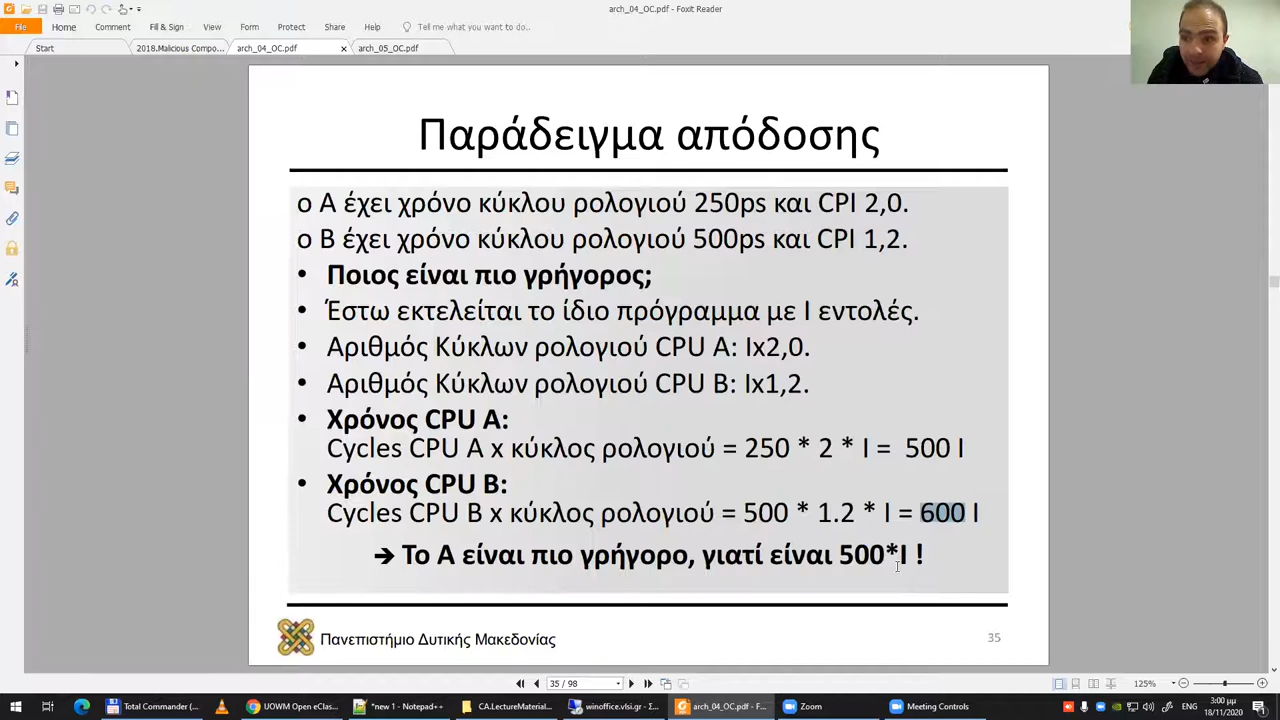 arch_04_OC.pdf - Foxit Reader
File Home Comment Fill & Sign View Form Protect Share Help Tell me what you want to do..
Start 2018.Malicious Compo... arch_04_OC.pdf arch_05_OC.pdf
Παράδειγμα απόδοσης
ο Α έχει χρόνο κύκλου ρολογιού 250ps και CPI 2,0.
ο Β έχει χρόνο κύκλου ρολογιού 500ps και CPI 1,2.
• Ποιος είναι πιο γρήγορος;
• Έστω εκτελείται το ίδιο πρόγραμμα με Ι εντολές.
• Αριθμός Κύκλων ρολογιού CPU A: Ix2,0.
• Αριθμός Κύκλων ρολογιού CPU B: Ix1,2.
• Χρόνος CPU A:
Cycles CPU A x κύκλος ρολογιού = 250 * 2 * I = 500 I
• Χρόνος CPU B:
Cycles CPU B x κύκλος ρολογιού = 500 * 1.2 * I = 600 I
➔ Το Α είναι πιο γρήγορο, γιατί είναι 500*I !
Πανεπιστήμιο Δυτικής Μακεδονίας
35
35 / 98
125%
Total Commander (... UOWM Open eClass... *new 1 - Notepad++ CA.LectureMaterial... winoffice.vlsi.gr - Σ... arch_04_OC.pdf - F... Zoom Meeting Controls
3:00 μμ
18/11/2020